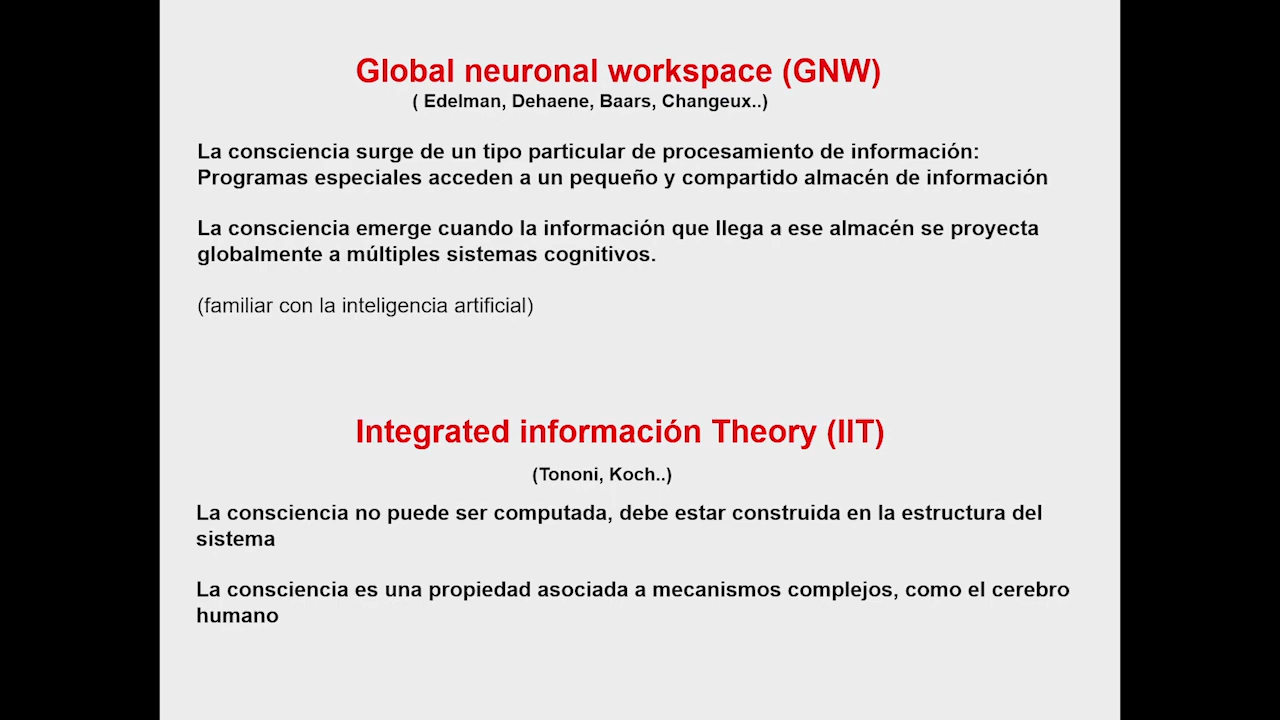 Global neuronal workspace (GNW)
( Edelman, Dehaene, Baars, Changeux..)
La consciencia surge de un tipo particular de procesamiento de información:
Programas especiales acceden a un pequeño y compartido almacén de información
La consciencia emerge cuando la información que llega a ese almacén se proyecta
globalmente a múltiples sistemas cognitivos.
(familiar con la inteligencia artificial)
Integrated información Theory (IIT)
(Tononi, Koch..)
La consciencia no puede ser computada, debe estar construida en la estructura del
sistema
La consciencia es una propiedad asociada a mecanismos complejos, como el cerebro
humano